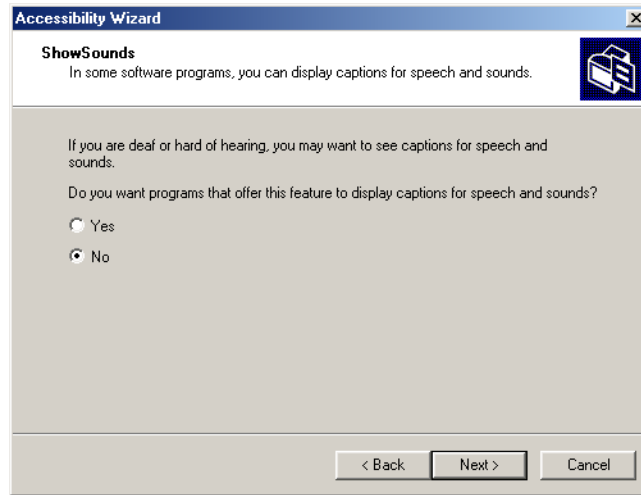 Accessibility Wizard
ShowSounds
In some software programs, you can display captions for speech and sounds.
If you are deaf or hard of hearing, you may want to see captions for speech and
sounds.
Do you want programs that offer this feature to display captions for speech and sounds?
Yes
No
< Back Next > Cancel